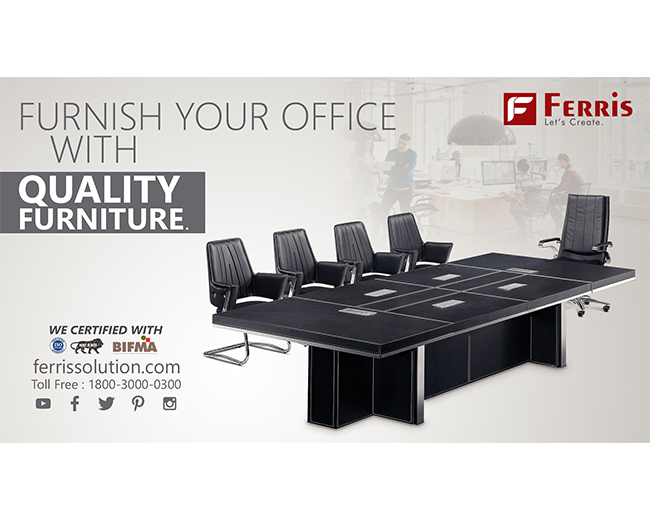 FURNISH YOUR OFFICE
WITH
QUALITY
FURNITURE.
FERRIS
Let's Create.
WE CERTIFIED WITH
ISO
BIFMA
ferrissolution.com
Toll Free : 1800-3000-0300